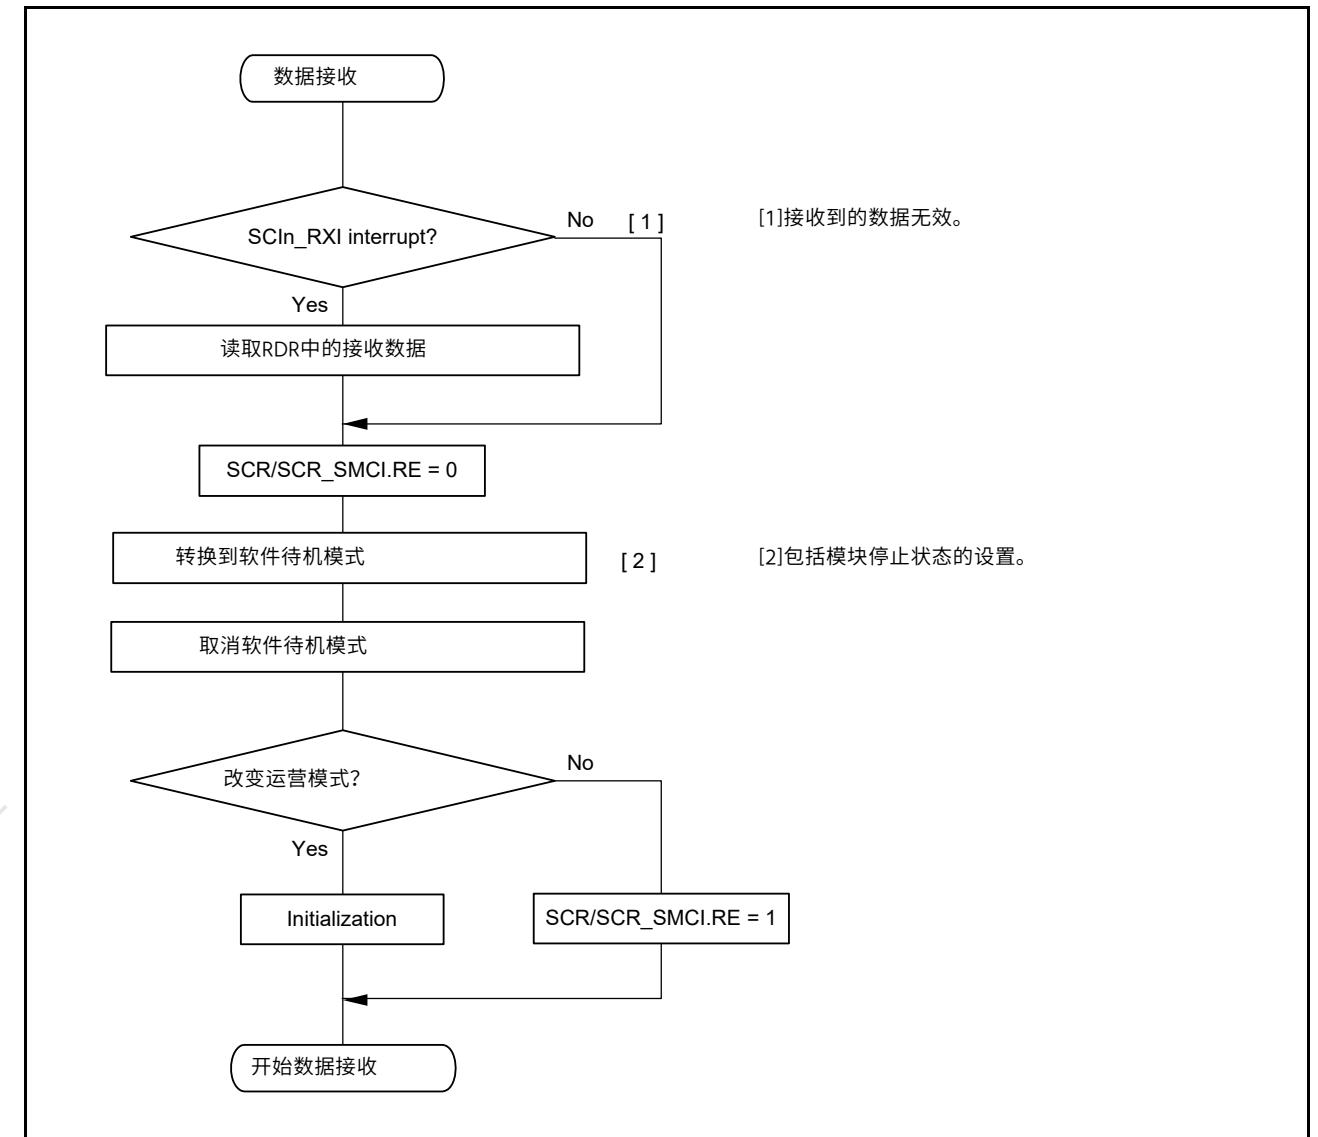 数据接收
SCIn_RXI interrupt?
No
[ 1 ]
[1]接收到的数据无效。
Yes
读取RDR中的接收数据
SCR/SCR_SMCI.RE = 0
转换到软件待机模式
[ 2 ]
[2]包括模块停止状态的设置。
取消软件待机模式
改变运营模式?
No
Yes
Initialization
SCR/SCR_SMCI.RE = 1
开始数据接收